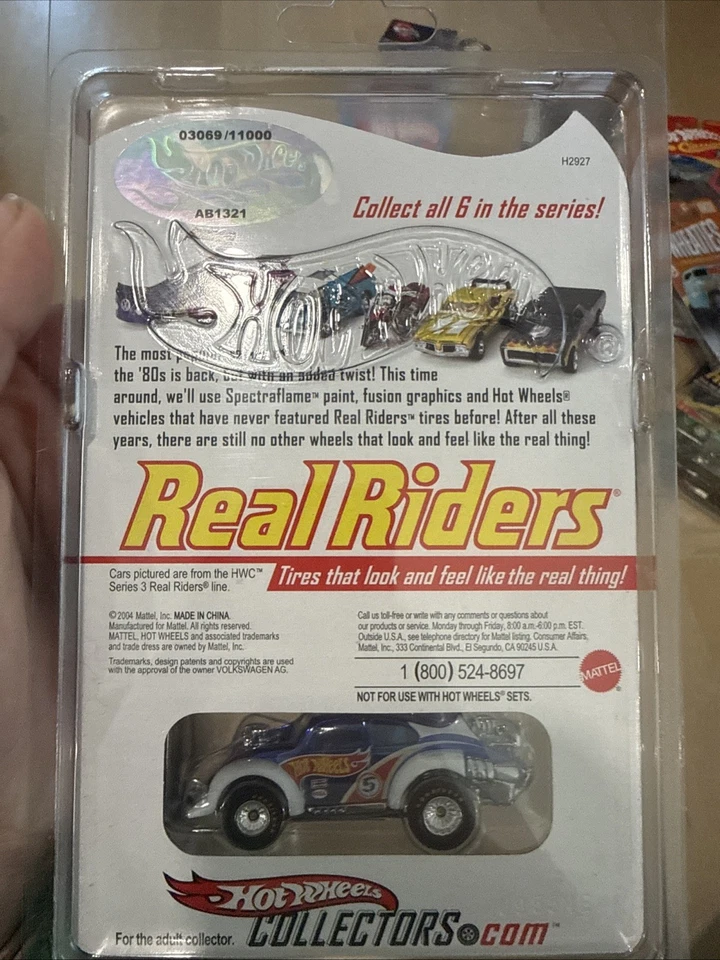 03069/11000
Hot Wheels
AB1321
H2927
Collect all 6 in the series!
HOT WHEELS
The most
the '80s is back, but with an added twist! This time
around, we'll use Spectraflame™ paint, fusion graphics and Hot Wheels®
vehicles that have never featured Real Riders™ tires before! After all these
years, there are still no other wheels that look and feel like the real thing!
Real Riders®
Cars pictured are from the HWC™
Series 3 Real Riders® line.
Tires that look and feel like the real thing!
© 2004 Mattel, Inc. MADE IN CHINA.
Manufactured for Mattel. All rights reserved.
MATTEL, HOT WHEELS and associated trademarks
and trade dress are owned by Mattel, Inc.
Trademarks, design patents and copyrights are used
with the approval of the owner VOLKSWAGEN AG.
Call us toll-free or write with any comments or questions about
our products or service. Monday through Friday, 8:00 a.m.-6:00 p.m. EST.
Outside U.S.A., see telephone directory for Mattel listing. Consumer Affairs,
Mattel, Inc., 333 Continental Blvd., El Segundo, CA 90245 U.S.A.
1 (800) 524-8697
MATTEL®
NOT FOR USE WITH HOT WHEELS® SETS.
HOT WHEELS
5
HOT WHEELS
For the adult collector.
COLLECTORS.com™